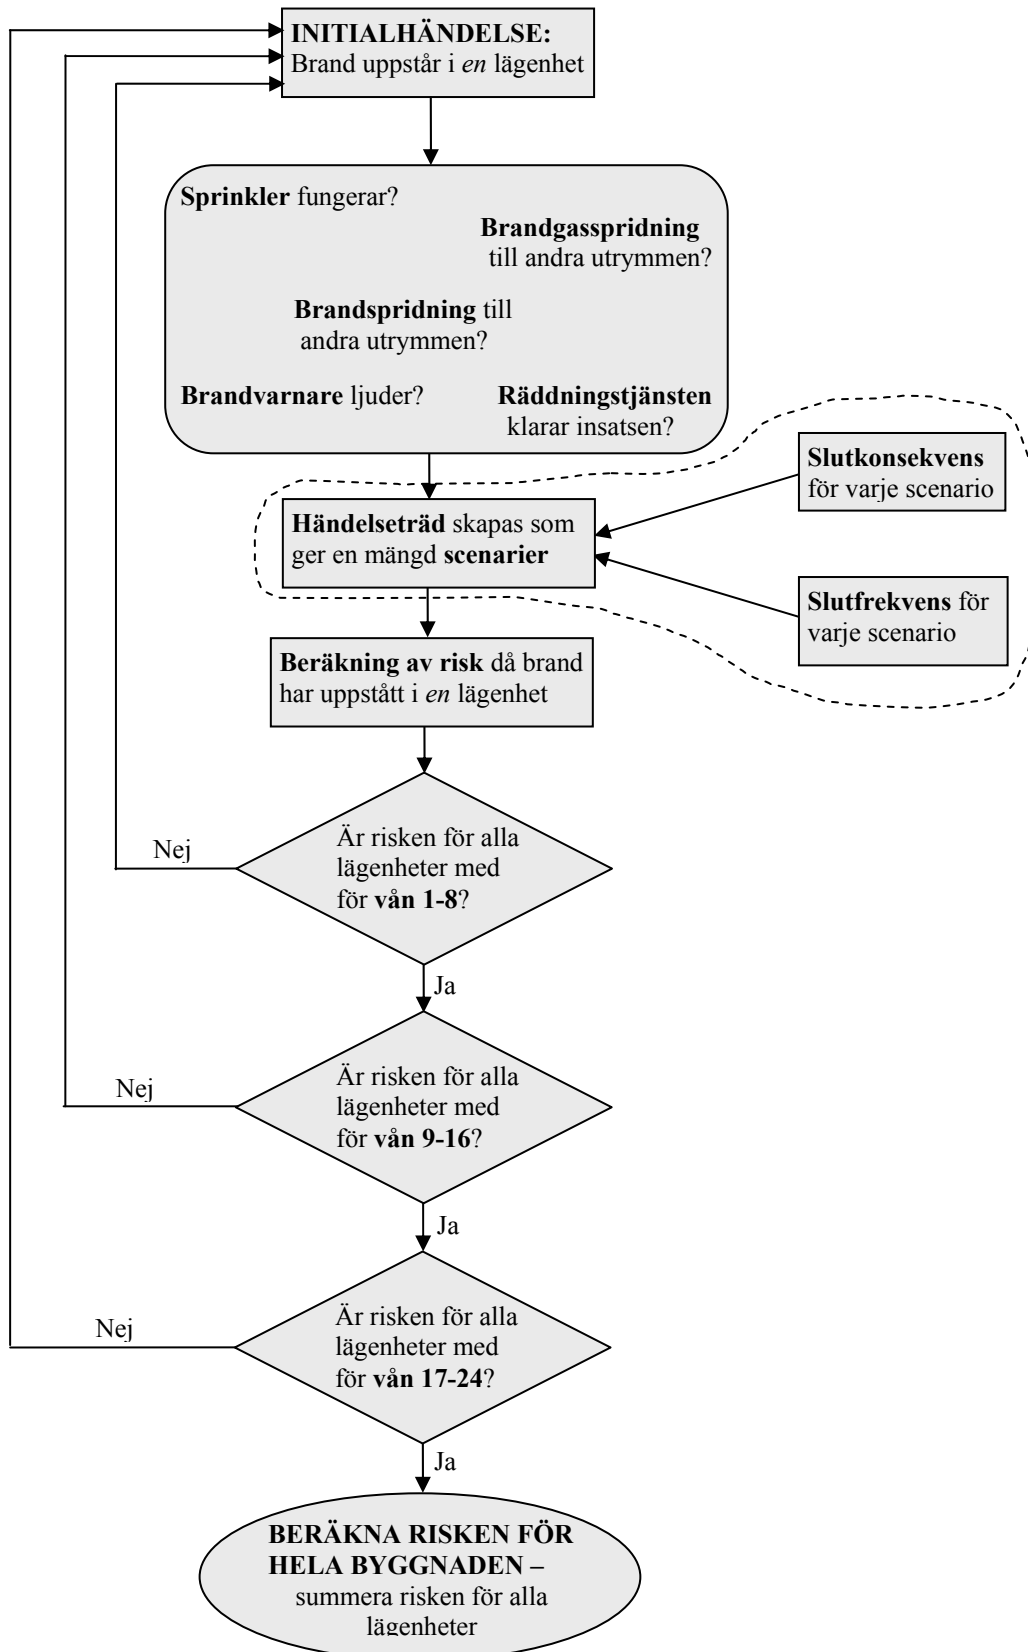 INITIALHÄNDELSE:
Brand uppstår i en lägenhet
Sprinkler fungerar?
Brandgasspridning
till andra utrymmen?
Brandspridning till
andra utrymmen?
Brandvarnare ljuder?
Räddningstjänsten
klarar insatsen?
Slutkonsekvens
för varje scenario
Händelseträd skapas som
ger en mängd scenarier
Slutfrekvens för
varje scenario
Beräkning av risk då brand
har uppstått i en lägenhet
Nej
Är risken för alla
lägenheter med
för vån 1-8?
Ja
Nej
Är risken för alla
lägenheter med
för vån 9-16?
Ja
Nej
Är risken för alla
lägenheter med
för vån 17-24?
Ja
BERÄKNA RISKEN FÖR
HELA BYGGNADEN –
summera risken för alla
lägenheter